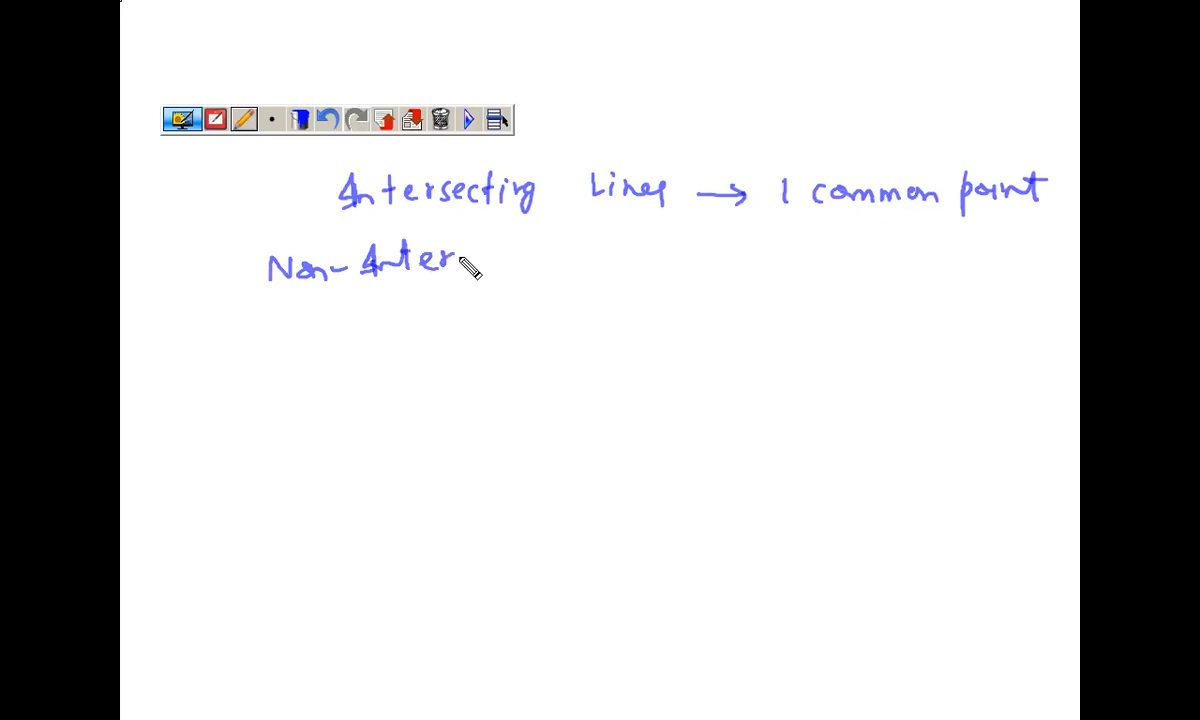 Intersecting Lines → 1 common point
Non-Inter